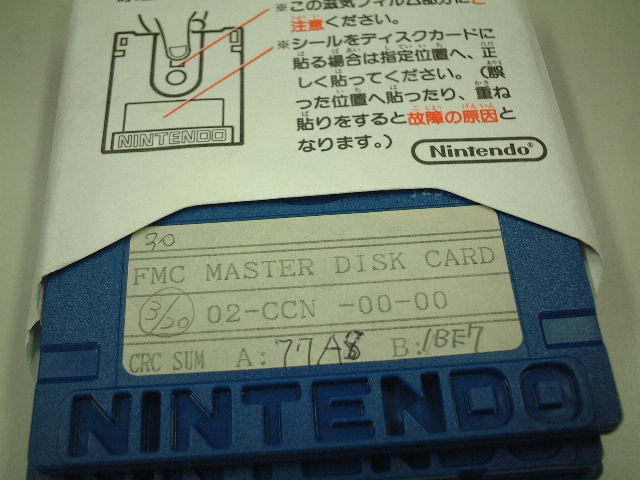 ※この磁気フィルム部分にご
注意ください。
※シールをディスクカードに
貼る場合は指定位置へ、正
しく貼ってください。(誤
った位置へ貼ったり、重ね
貼りをすると故障の原因と
なります。)
NINTENDO
Nintendo®
30
FMC MASTER DISK CARD
3/20 02-CCN -00-00
CRC SUM A:77A8 B:1BF7
NINTENDO